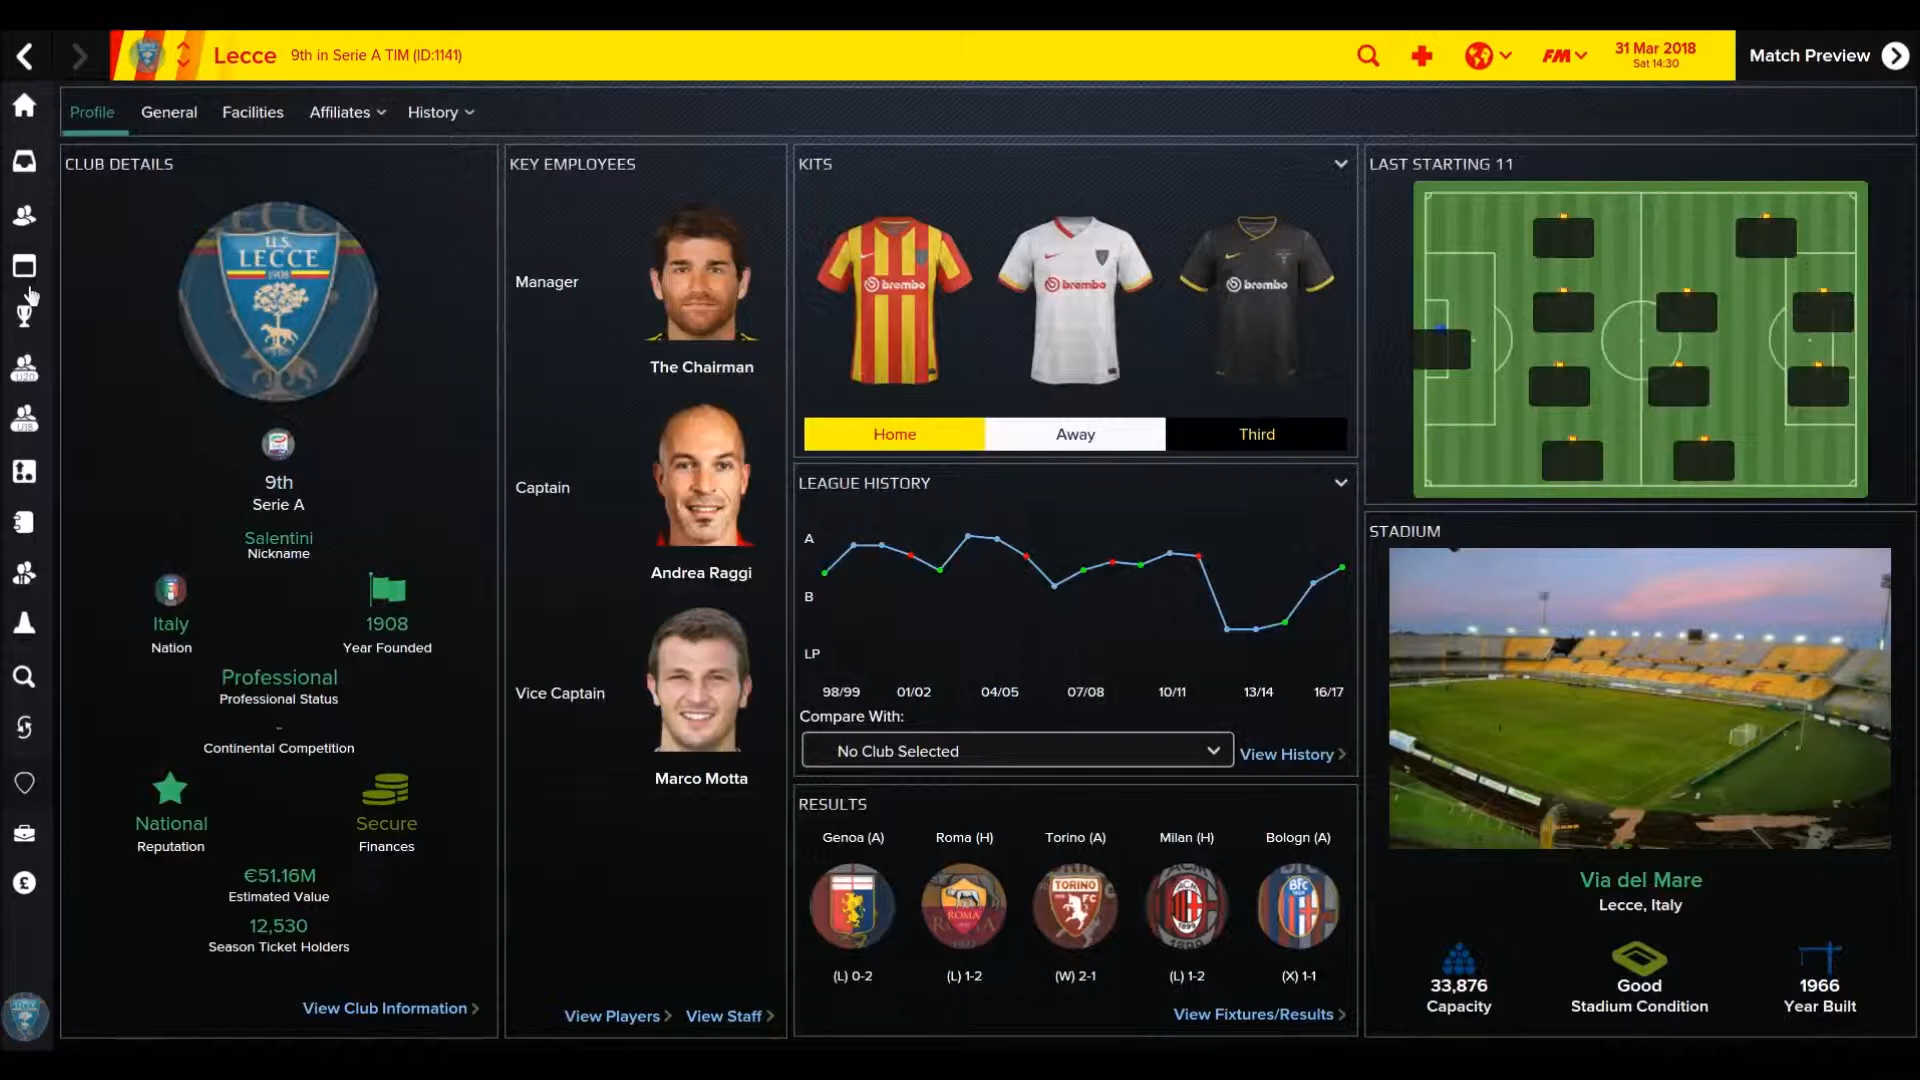 Lecce 9th in Serie A TIM (ID:1141)
FM
31 Mar 2018
Sat 14:30
Match Preview
Profile General Facilities Affiliates History
CLUB DETAILS
U.S.
LECCE
1908
9th
Serie A
Salentini
Nickname
Italy
Nation
1908
Year Founded
Professional
Professional Status
-
Continental Competition
National
Reputation
Secure
Finances
€51.16M
Estimated Value
12,530
Season Ticket Holders
View Club Information
KEY EMPLOYEES
Manager
The Chairman
Captain
Andrea Raggi
Vice Captain
Marco Motta
View Players View Staff
KITS
brembo brembo brembo
Home Away Third
LEAGUE HISTORY
A
B
LP
98/99 01/02 04/05 07/08 10/11 13/14 16/17
Compare With:
No Club Selected
View History
RESULTS
Genoa (A) Roma (H) Torino (A) Milan (H) Bologn (A)
ROMA
TORINO
FC
ACM
1899
BFC
(L) 0-2 (L) 1-2 (W) 2-1 (L) 1-2 (X) 1-1
View Fixtures/Results
LAST STARTING 11
STADIUM
Via del Mare
Lecce, Italy
33,876
Capacity
Good
Stadium Condition
1966
Year Built
U20
U18